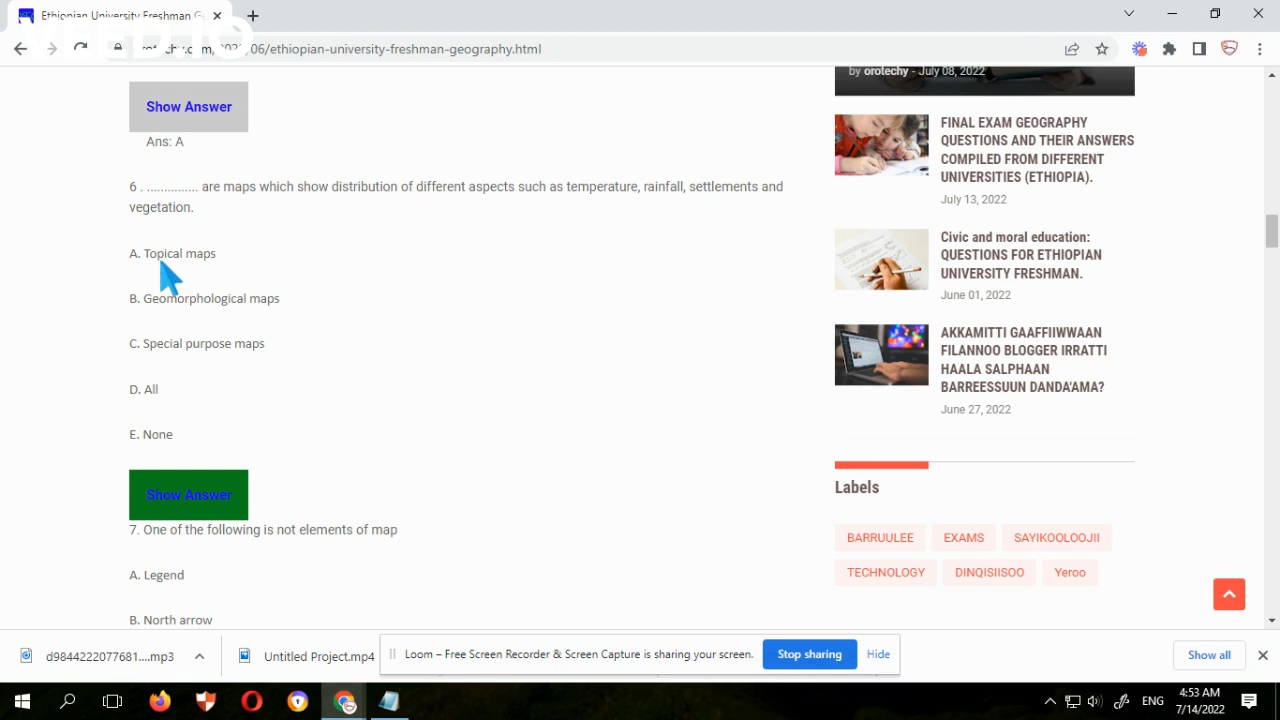 Ethiopian University Fr
VEED.IO
orotechy.com/2022/06/ethiopian-university-freshman-geography.html
by orotechy - July 08, 2022
Show Answer
Ans: A
6 . ............... are maps which show distribution of different aspects such as temperature, rainfall, settlements and
vegetation.
A. Topical maps
B. Geomorphological maps
C. Special purpose maps
D. All
E. None
Show Answer
7. One of the following is not elements of map
A. Legend
B. North arrow
FINAL EXAM GEOGRAPHY
QUESTIONS AND THEIR ANSWERS
COMPILED FROM DIFFERENT
UNIVERSITIES (ETHIOPIA).
July 13, 2022
Civic and moral education:
QUESTIONS FOR ETHIOPIAN
UNIVERSITY FRESHMAN.
June 01, 2022
AKKAMITTI GAAFFIIWWAAN
FILANNOO BLOGGER IRRATTI
HAALA SALPHAAN
BARREESSUUN DANDA'AMA?
June 27, 2022
Labels
BARRUULEE EXAMS SAYIKOOLOOJII
TECHNOLOGY DINQISIISOO Yeroo
d9844222077681....mp3
Untitled Project.mp4
Loom – Free Screen Recorder & Screen Capture is sharing your screen.
Stop sharing
Hide
Show all
ENG
4:53 AM
7/14/2022